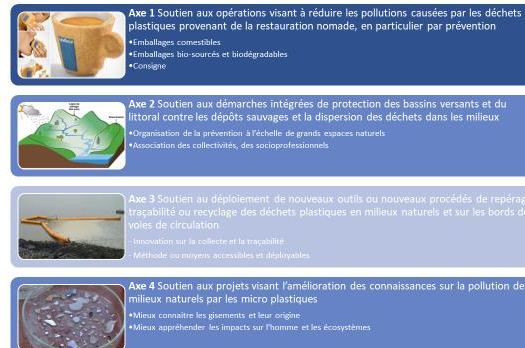 Axe 1 Soutien aux opérations visant à réduire les pollutions causées par les déchets
plastiques provenant de la restauration nomade, en particulier par prévention
•Emballages comestibles
•Emballages bio-sourcés et biodégradables
•Consigne
Axe 2 Soutien aux démarches intégrées de protection des bassins versants et du
littoral contre les dépôts sauvages et la dispersion des déchets dans les milieux
•Organisation de la prévention à l'échelle de grands espaces naturels
•Association des collectivités, des socioprofessionnels
Axe 3 Soutien au déploiement de nouveaux outils ou nouveaux procédés de repérag
traçabilité ou recyclage des déchets plastiques en milieux naturels et sur les bords de
voies de circulation
- Innovation sur la collecte et la traçabilité
- Méthode ou moyens accessibles et déployables
Axe 4 Soutien aux projets visant l'amélioration des connaissances sur la pollution de
milieux naturels par les micro plastiques
•Mieux connaitre les gisements et leur origine
•Mieux appréhender les impacts sur l'homme et les écosystèmes